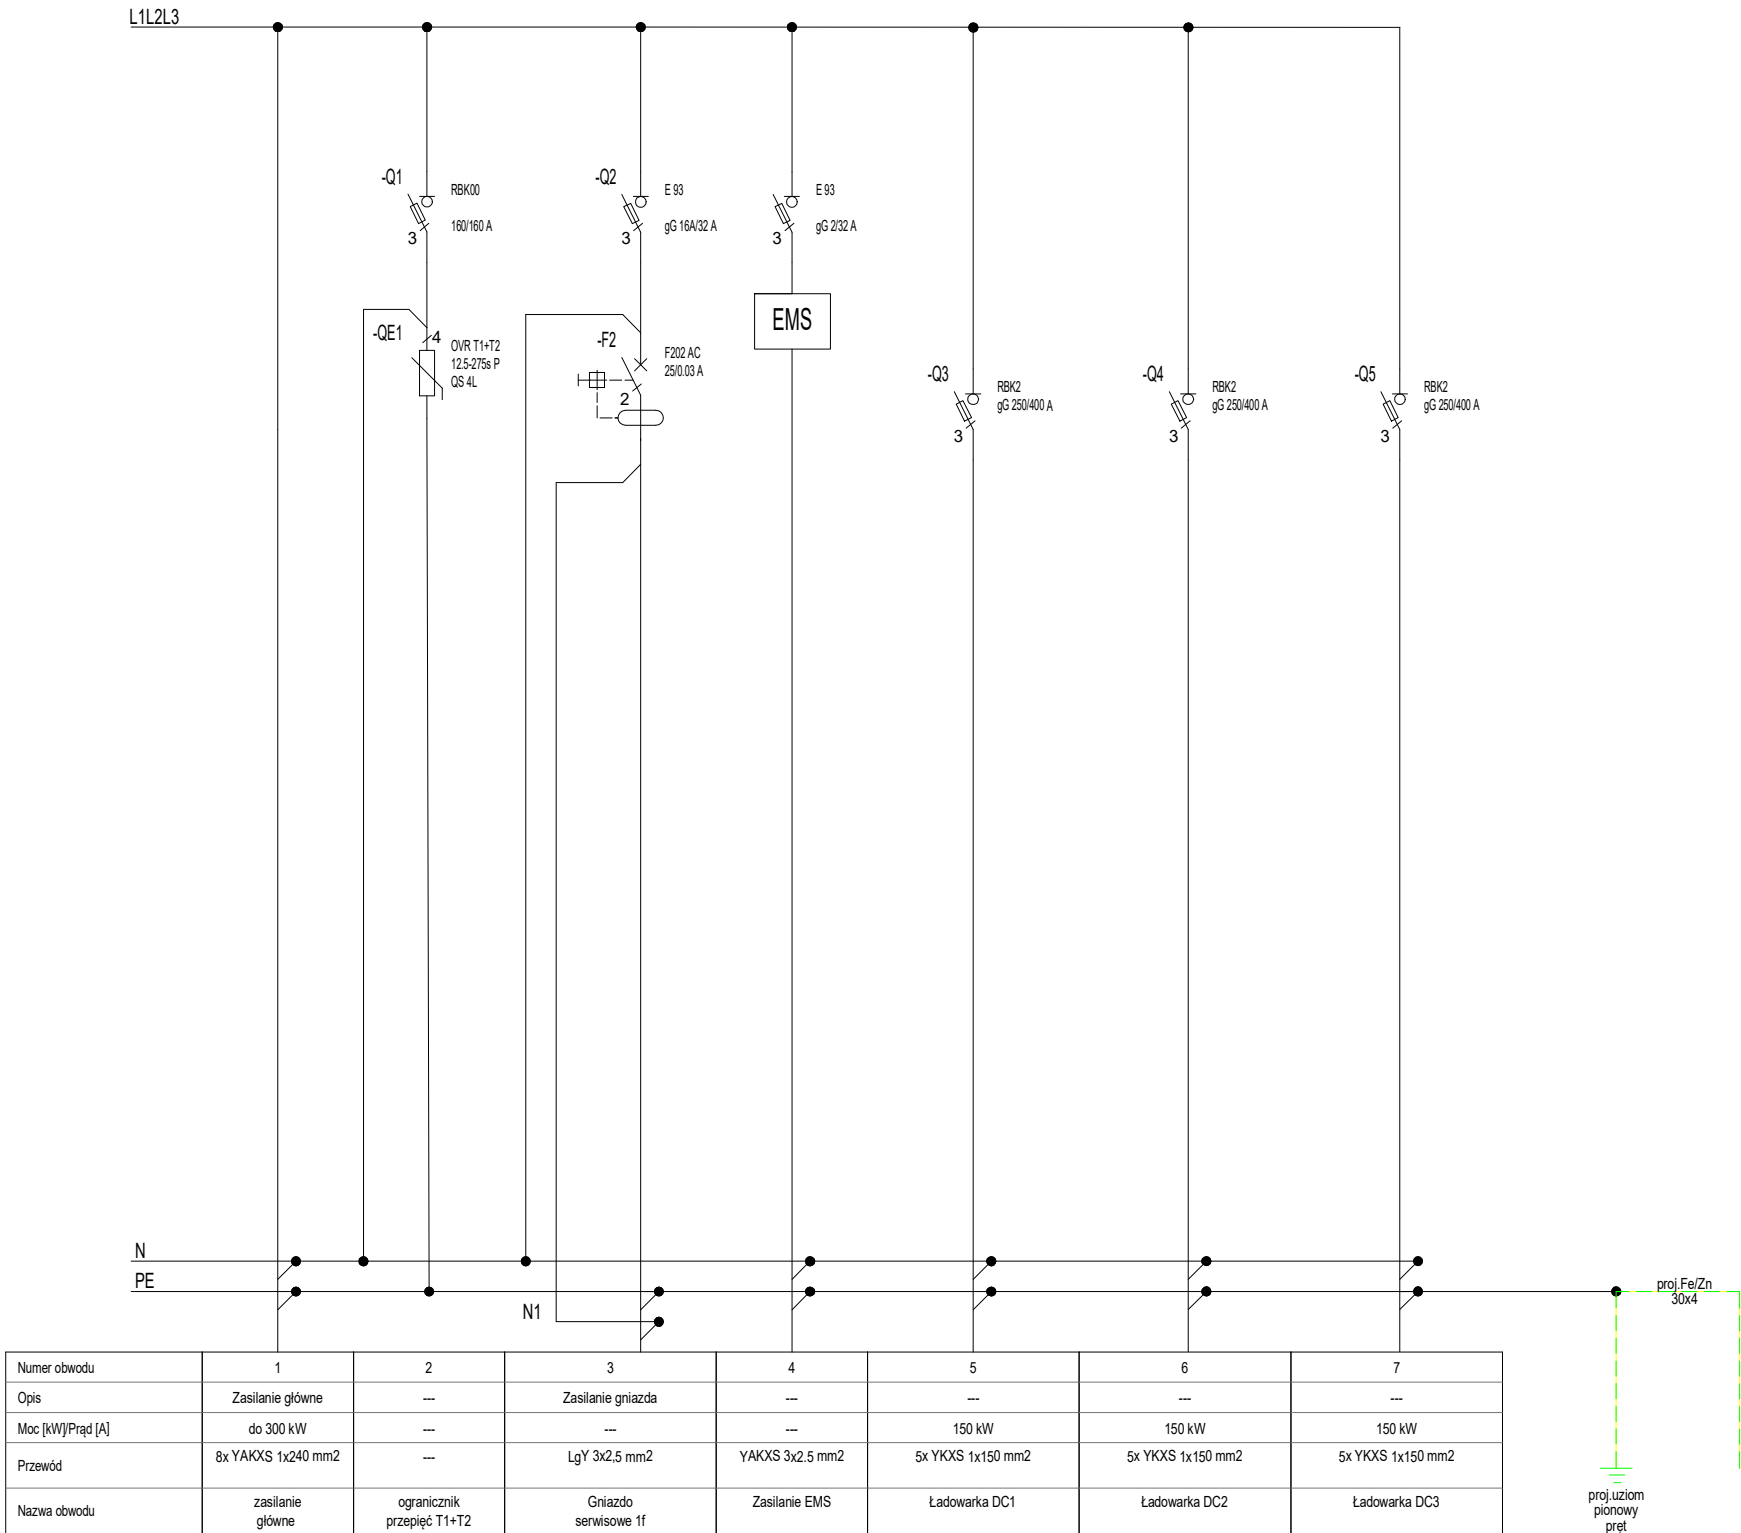 L1L2L3
-Q1
RBK00
160/160 A
3
-Q2
E 93
gG 16A/32 A
3
E 93
gG 2/32 A
3
EMS
-QE1
4
OVR T1+T2
12.5-275s P
QS 4L
-F2
F202 AC
25/0.03 A
2
-Q3
RBK2
gG 250/400 A
3
-Q4
RBK2
gG 250/400 A
3
-Q5
RBK2
gG 250/400 A
3
N
PE
N1
proj.Fe/Zn
30x4
proj.uziom
pionowy
pręt
Numer obwodu 1 2 3 4 5 6 7
Opis Zasilanie główne --- Zasilanie gniazda --- --- --- ---
Moc [kW]/Prąd [A] do 300 kW --- --- --- 150 kW 150 kW 150 kW
Przewód 8x YAKXS 1x240 mm2 --- LgY 3x2,5 mm2 YAKXS 3x2.5 mm2 5x YKXS 1x150 mm2 5x YKXS 1x150 mm2 5x YKXS 1x150 mm2
Nazwa obwodu zasilanie główne ogranicznik przepięć T1+T2 Gniazdo serwisowe 1f Zasilanie EMS Ładowarka DC1 Ładowarka DC2 Ładowarka DC3